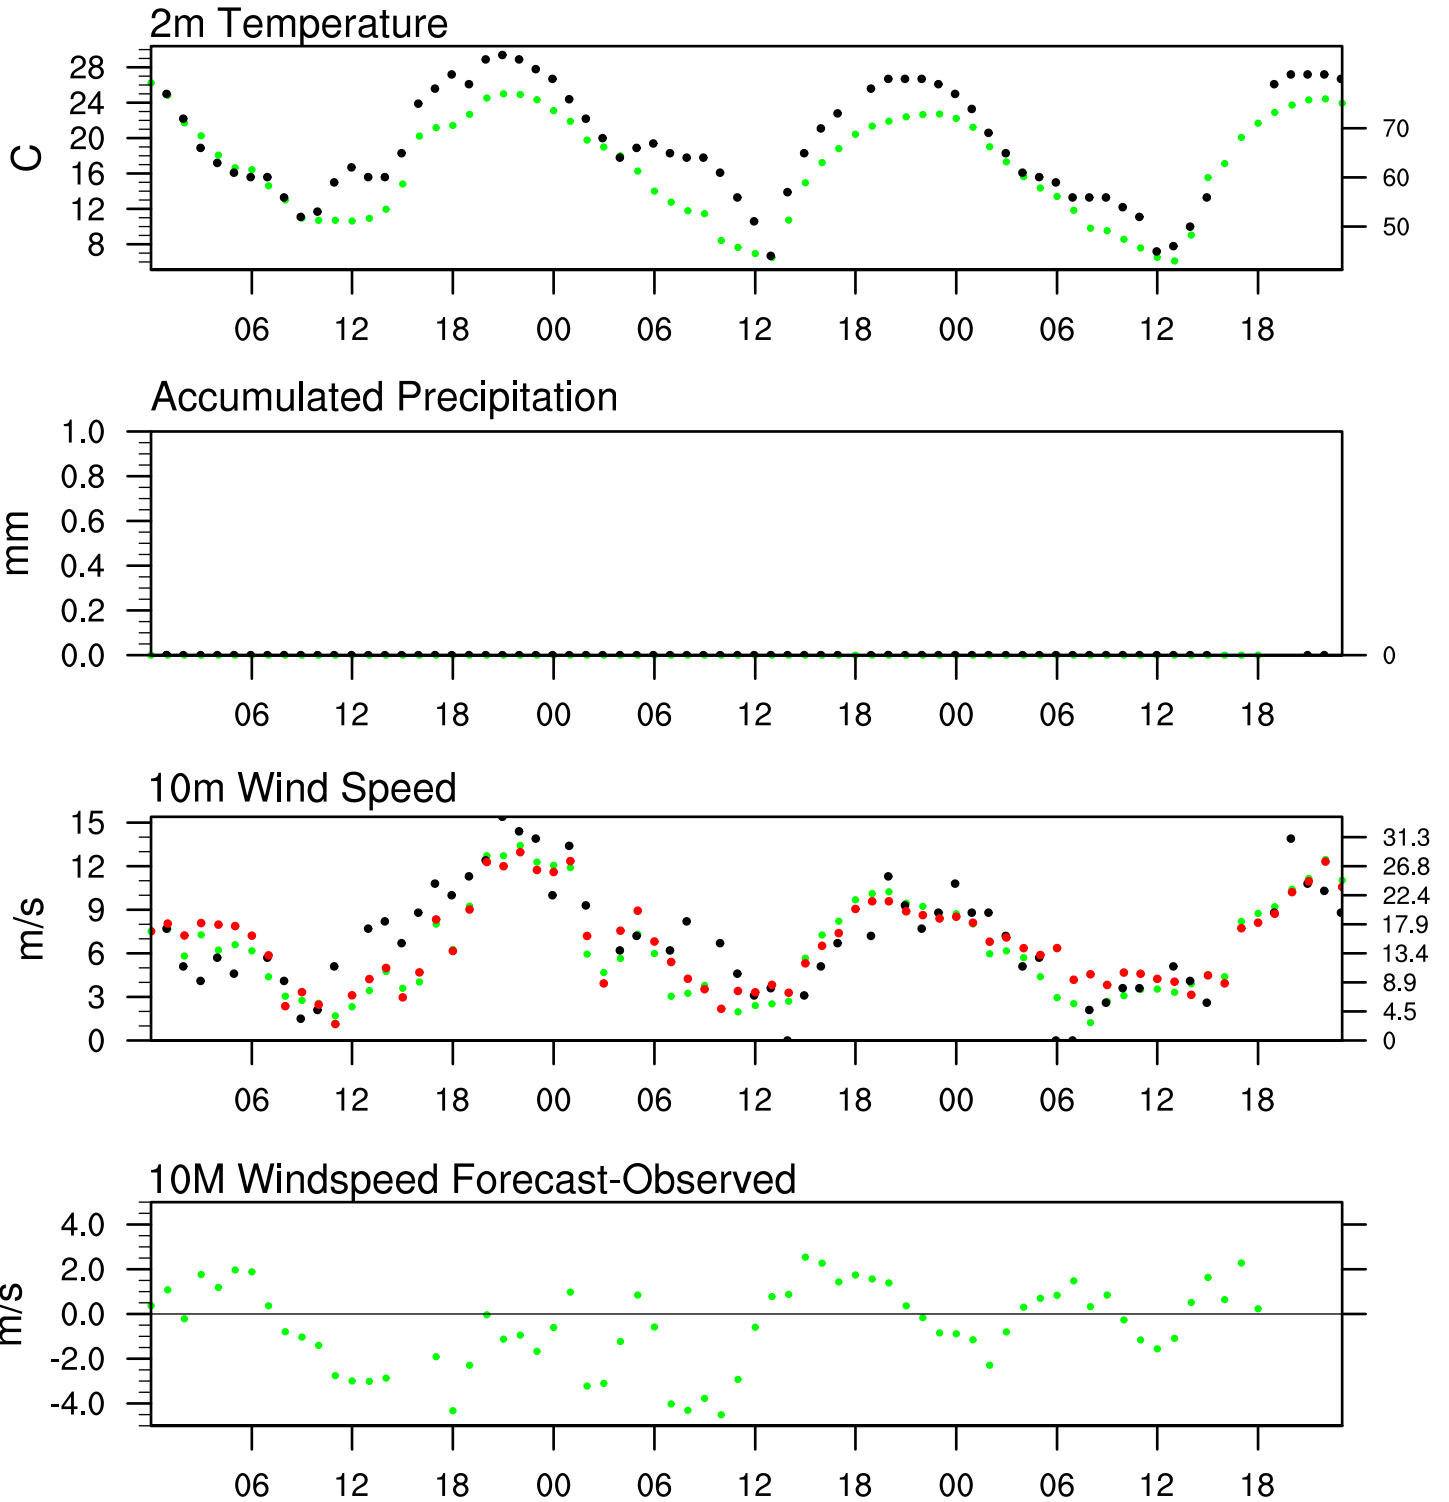 2m Temperature
28
24
20
16
12
8
C
70
60
50
06 12 18 00 06 12 18 00 06 12 18
Accumulated Precipitation
1.0
0.8
0.6
0.4
0.2
0.0
mm
0
06 12 18 00 06 12 18 00 06 12 18
10m Wind Speed
15
12
9
6
3
0
m/s
31.3
26.8
22.4
17.9
13.4
8.9
4.5
0
06 12 18 00 06 12 18 00 06 12 18
10M Windspeed Forecast-Observed
4.0
2.0
0.0
-2.0
-4.0
m/s
06 12 18 00 06 12 18 00 06 12 18